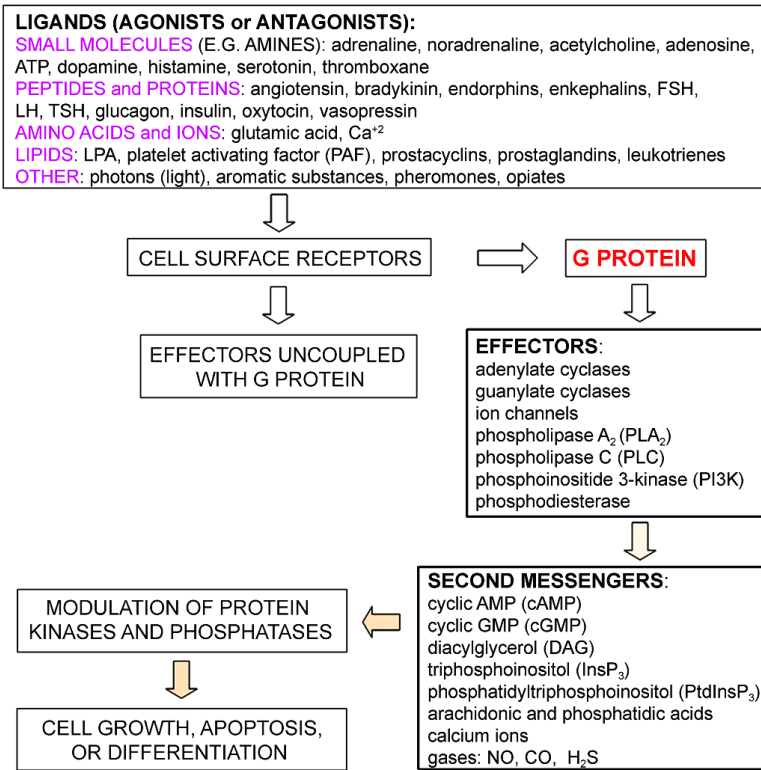 LIGANDS (AGONISTS or ANTAGONISTS):
SMALL MOLECULES (E.G. AMINES): adrenaline, noradrenaline, acetylcholine, adenosine,
ATP, dopamine, histamine, serotonin, thromboxane
PEPTIDES and PROTEINS: angiotensin, bradykinin, endorphins, enkephalins, FSH,
LH, TSH, glucagon, insulin, oxytocin, vasopressin
AMINO ACIDS and IONS: glutamic acid, Ca⁺²
LIPIDS: LPA, platelet activating factor (PAF), prostacyclins, prostaglandins, leukotrienes
OTHER: photons (light), aromatic substances, pheromones, opiates
CELL SURFACE RECEPTORS
G PROTEIN
EFFECTORS UNCOUPLED
WITH G PROTEIN
EFFECTORS:
adenylate cyclases
guanylate cyclases
ion channels
phospholipase A₂ (PLA₂)
phospholipase C (PLC)
phosphoinositide 3-kinase (PI3K)
phosphodiesterase
SECOND MESSENGERS:
cyclic AMP (cAMP)
cyclic GMP (cGMP)
diacylglycerol (DAG)
triphosphoinositol (InsP₃)
phosphatidyltriphosphoinositol (PtdInsP₃)
arachidonic and phosphatidic acids
calcium ions
gases: NO, CO, H₂S
MODULATION OF PROTEIN
KINASES AND PHOSPHATASES
CELL GROWTH, APOPTOSIS,
OR DIFFERENTIATION